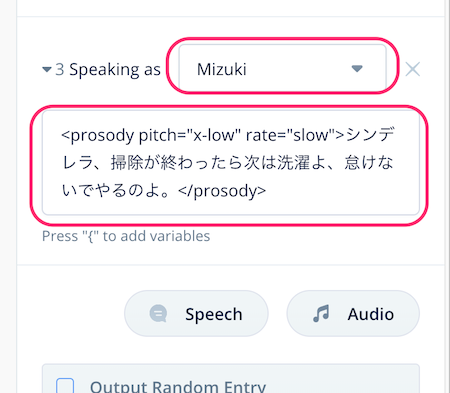 3 Speaking as
Mizuki
<prosody pitch="x-low" rate="slow">シンデ
レラ、掃除が終わったら次は洗濯よ、怠けな
いでやるのよ。</prosody>
Press "{" to add variables
Speech
Audio
Output Random Entry